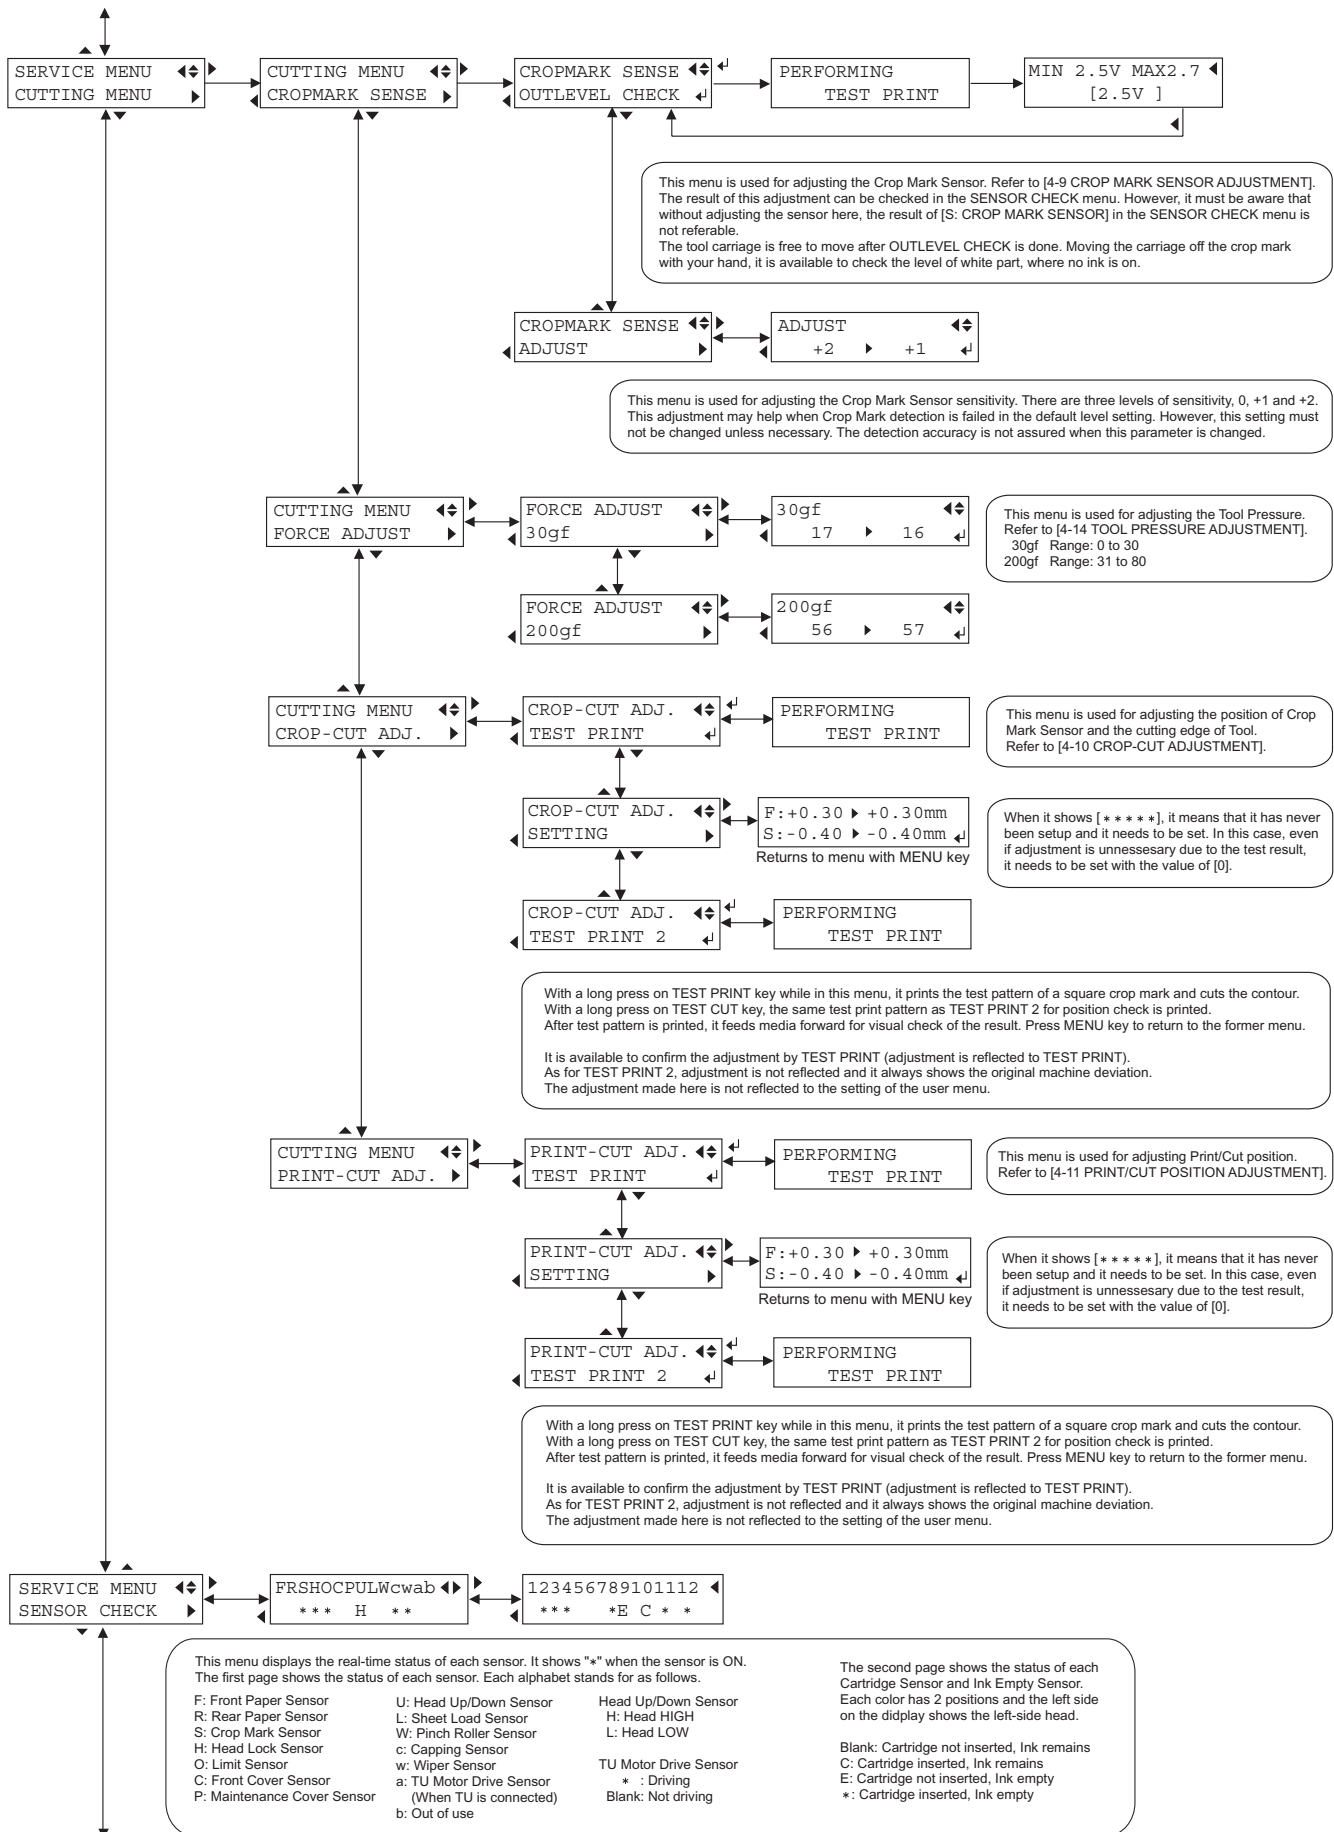 SERVICE MENU
CUTTING MENU
CUTTING MENU
CROPMARK SENSE
CROPMARK SENSE
OUTLEVEL CHECK
PERFORMING
TEST PRINT
MIN 2.5V MAX2.7
[2.5V ]
This menu is used for adjusting the Crop Mark Sensor. Refer to [4-9 CROP MARK SENSOR ADJUSTMENT].
The result of this adjustment can be checked in the SENSOR CHECK menu. However, it must be aware that
without adjusting the sensor here, the result of [S: CROP MARK SENSOR] in the SENSOR CHECK menu is
not referable.
The tool carriage is free to move after OUTLEVEL CHECK is done. Moving the carriage off the crop mark
with your hand, it is available to check the level of white part, where no ink is on.
CROPMARK SENSE
ADJUST
ADJUST
+2 ▶ +1
This menu is used for adjusting the Crop Mark Sensor sensitivity. There are three levels of sensitivity, 0, +1 and +2.
This adjustment may help when Crop Mark detection is failed in the default level setting. However, this setting must
not be changed unless necessary. The detection accuracy is not assured when this parameter is changed.
CUTTING MENU
FORCE ADJUST
FORCE ADJUST
30gf
30gf
17 ▶ 16
This menu is used for adjusting the Tool Pressure.
Refer to [4-14 TOOL PRESSURE ADJUSTMENT].
30gf Range: 0 to 30
200gf Range: 31 to 80
FORCE ADJUST
200gf
200gf
56 ▶ 57
CUTTING MENU
CROP-CUT ADJ.
CROP-CUT ADJ.
TEST PRINT
PERFORMING
TEST PRINT
This menu is used for adjusting the position of Crop
Mark Sensor and the cutting edge of Tool.
Refer to [4-10 CROP-CUT ADJUSTMENT].
CROP-CUT ADJ.
SETTING
F:+0.30 ▶ +0.30mm
S:-0.40 ▶ -0.40mm
Returns to menu with MENU key
When it shows [ * * * * * ], it means that it has never
been setup and it needs to be set. In this case, even
if adjustment is unnessesary due to the test result,
it needs to be set with the value of [0].
CROP-CUT ADJ.
TEST PRINT 2
PERFORMING
TEST PRINT
With a long press on TEST PRINT key while in this menu, it prints the test pattern of a square crop mark and cuts the contour.
With a long press on TEST CUT key, the same test print pattern as TEST PRINT 2 for position check is printed.
After test pattern is printed, it feeds media forward for visual check of the result. Press MENU key to return to the former menu.
It is available to confirm the adjustment by TEST PRINT (adjustment is reflected to TEST PRINT).
As for TEST PRINT 2, adjustment is not reflected and it always shows the original machine deviation.
The adjustment made here is not reflected to the setting of the user menu.
CUTTING MENU
PRINT-CUT ADJ.
PRINT-CUT ADJ.
TEST PRINT
PERFORMING
TEST PRINT
This menu is used for adjusting Print/Cut position.
Refer to [4-11 PRINT/CUT POSITION ADJUSTMENT].
PRINT-CUT ADJ.
SETTING
F:+0.30 ▶ +0.30mm
S:-0.40 ▶ -0.40mm
Returns to menu with MENU key
When it shows [ * * * * * ], it means that it has never
been setup and it needs to be set. In this case, even
if adjustment is unnessesary due to the test result,
it needs to be set with the value of [0].
PRINT-CUT ADJ.
TEST PRINT 2
PERFORMING
TEST PRINT
With a long press on TEST PRINT key while in this menu, it prints the test pattern of a square crop mark and cuts the contour.
With a long press on TEST CUT key, the same test print pattern as TEST PRINT 2 for position check is printed.
After test pattern is printed, it feeds media forward for visual check of the result. Press MENU key to return to the former menu.
It is available to confirm the adjustment by TEST PRINT (adjustment is reflected to TEST PRINT).
As for TEST PRINT 2, adjustment is not reflected and it always shows the original machine deviation.
The adjustment made here is not reflected to the setting of the user menu.
SERVICE MENU
SENSOR CHECK
FRSHOCPULWcwab
*** H **
123456789101112
*** *E C * *
This menu displays the real-time status of each sensor. It shows "*" when the sensor is ON.
The first page shows the status of each sensor. Each alphabet stands for as follows.
F: Front Paper Sensor
R: Rear Paper Sensor
S: Crop Mark Sensor
H: Head Lock Sensor
O: Limit Sensor
C: Front Cover Sensor
P: Maintenance Cover Sensor
U: Head Up/Down Sensor
L: Sheet Load Sensor
W: Pinch Roller Sensor
c: Capping Sensor
w: Wiper Sensor
a: TU Motor Drive Sensor
(When TU is connected)
b: Out of use
Head Up/Down Sensor
H: Head HIGH
L: Head LOW
TU Motor Drive Sensor
* : Driving
Blank: Not driving
The second page shows the status of each
Cartridge Sensor and Ink Empty Sensor.
Each color has 2 positions and the left side
on the didplay shows the left-side head.
Blank: Cartridge not inserted, Ink remains
C: Cartridge inserted, Ink remains
E: Cartridge not inserted, Ink empty
*: Cartridge inserted, Ink empty